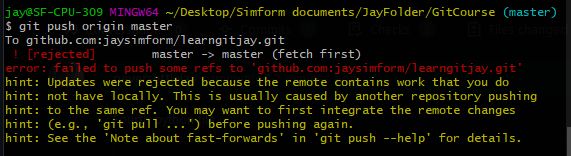 jay@SF-CPU-309 MINGW64 ~/Desktop/Simform documents/JayFolder/GitCourse (master)
$ git push origin master
To github.com:jaysimform/learngitjay.git
 ! [rejected]        master -> master (fetch first)
error: failed to push some refs to 'github.com:jaysimform/learngitjay.git'
hint: Updates were rejected because the remote contains work that you do
hint: not have locally. This is usually caused by another repository pushing
hint: to the same ref. You may want to first integrate the remote changes
hint: (e.g., 'git pull ...') before pushing again.
hint: See the 'Note about fast-forwards' in 'git push --help' for details.